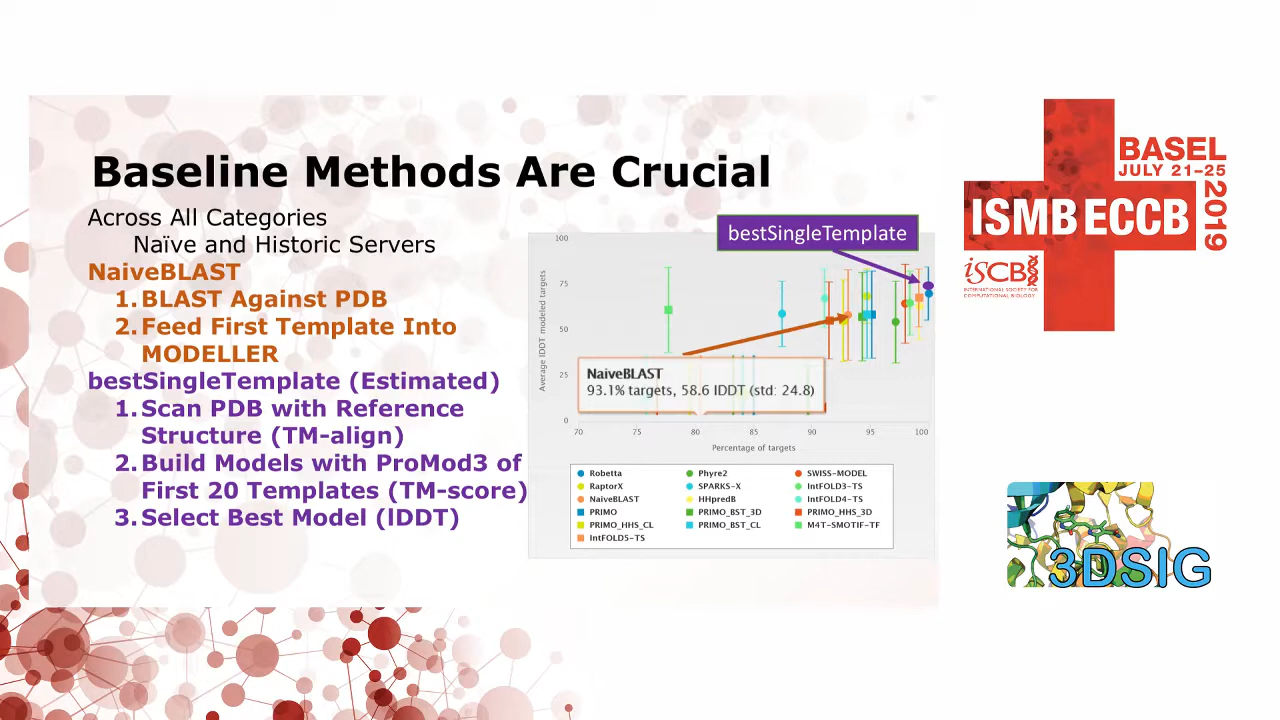 Baseline Methods Are Crucial
Across All Categories
Naïve and Historic Servers
NaiveBLAST
1. BLAST Against PDB
2. Feed First Template Into
MODELLER
bestSingleTemplate (Estimated)
1. Scan PDB with Reference
Structure (TM-align)
2. Build Models with ProMod3 of
First 20 Templates (TM-score)
3. Select Best Model (lDDT)
bestSingleTemplate
100
75
50
25
0
Average lDDT modeled targets
NaiveBLAST
93.1% targets, 58.6 lDDT (std: 24.8)
70 75 80 85 90 95 100
Percentage of targets
Robetta Phyre2 SWISS-MODEL
RaptorX SPARKS-X IntFOLD3-TS
NaiveBLAST HHpredB IntFOLD4-TS
PRIMO PRIMO_BST_3D PRIMO_HHS_3D
PRIMO_HHS_CL PRIMO_BST_CL M4T-SMOTIF-TF
IntFOLD5-TS
BASEL
JULY 21-25
2019
ISMB ECCB
ISCB
INTERNATIONAL SOCIETY FOR
COMPUTATIONAL BIOLOGY
3DSIG